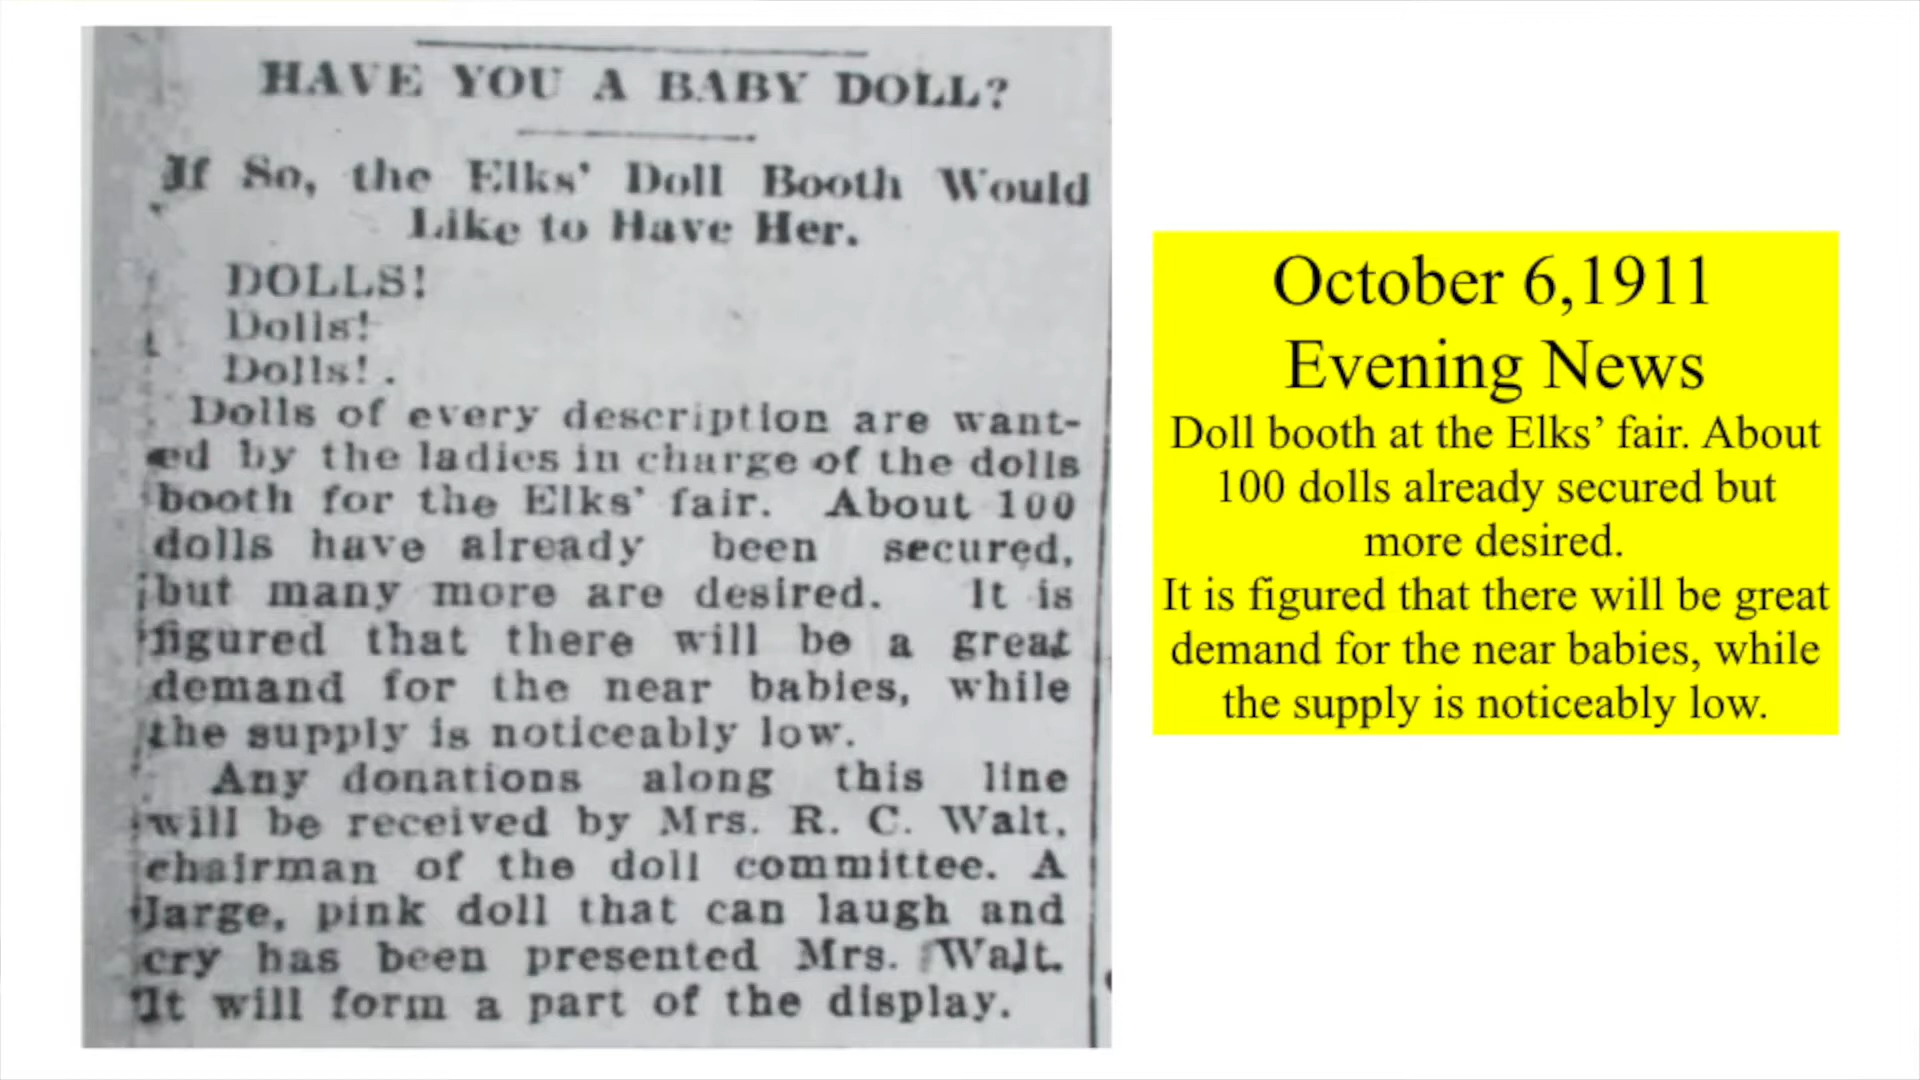 HAVE YOU A BABY DOLL?
If So, the Elks' Doll Booth Would
Like to Have Her.
DOLLS!
Dolls!
Dolls!.
Dolls of every description are want-
ed by the ladies in charge of the dolls
booth for the Elks' fair. About 100
dolls have already been secured,
but many more are desired. It is
figured that there will be a great
demand for the near babies, while
the supply is noticeably low.
Any donations along this line
will be received by Mrs. R. C. Walt,
chairman of the doll committee. A
large, pink doll that can laugh and
cry has been presented Mrs. Walt.
It will form a part of the display.
October 6,1911
Evening News
Doll booth at the Elks’ fair. About
100 dolls already secured but
more desired.
It is figured that there will be great
demand for the near babies, while
the supply is noticeably low.